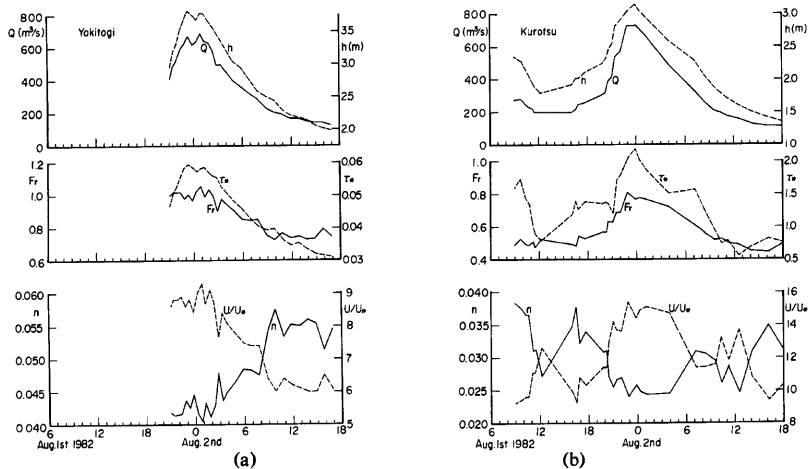 Q (m³/s) Yokitogi h (m)
800 600 400 200 0
3.5 3.0 2.5 2.0
Q h
Fr τ*
1.2 1.0 0.8 0.6
0.06 0.05 0.04 0.03
τ* Fr
n U/U*
0.060 0.055 0.050 0.045 0.040
9 8 7 6 5
U/U* n
6 12 18 0 6 12 18
Aug.1st 1982 Aug.2nd
(a)
Q (m³/s) Kurotsu h (m)
800 600 400 200 0
3.0 2.5 2.0 1.5 1.0
h Q
Fr τ*
1.0 0.8 0.6 0.4
2.0 1.5 1.0 0.5
τ* Fr
n U/U*
0.040 0.035 0.030 0.025 0.020
16 14 12 10 8
n U/U*
6 12 18 0 6 12 18
Aug.1st 1982 Aug.2nd
(b)